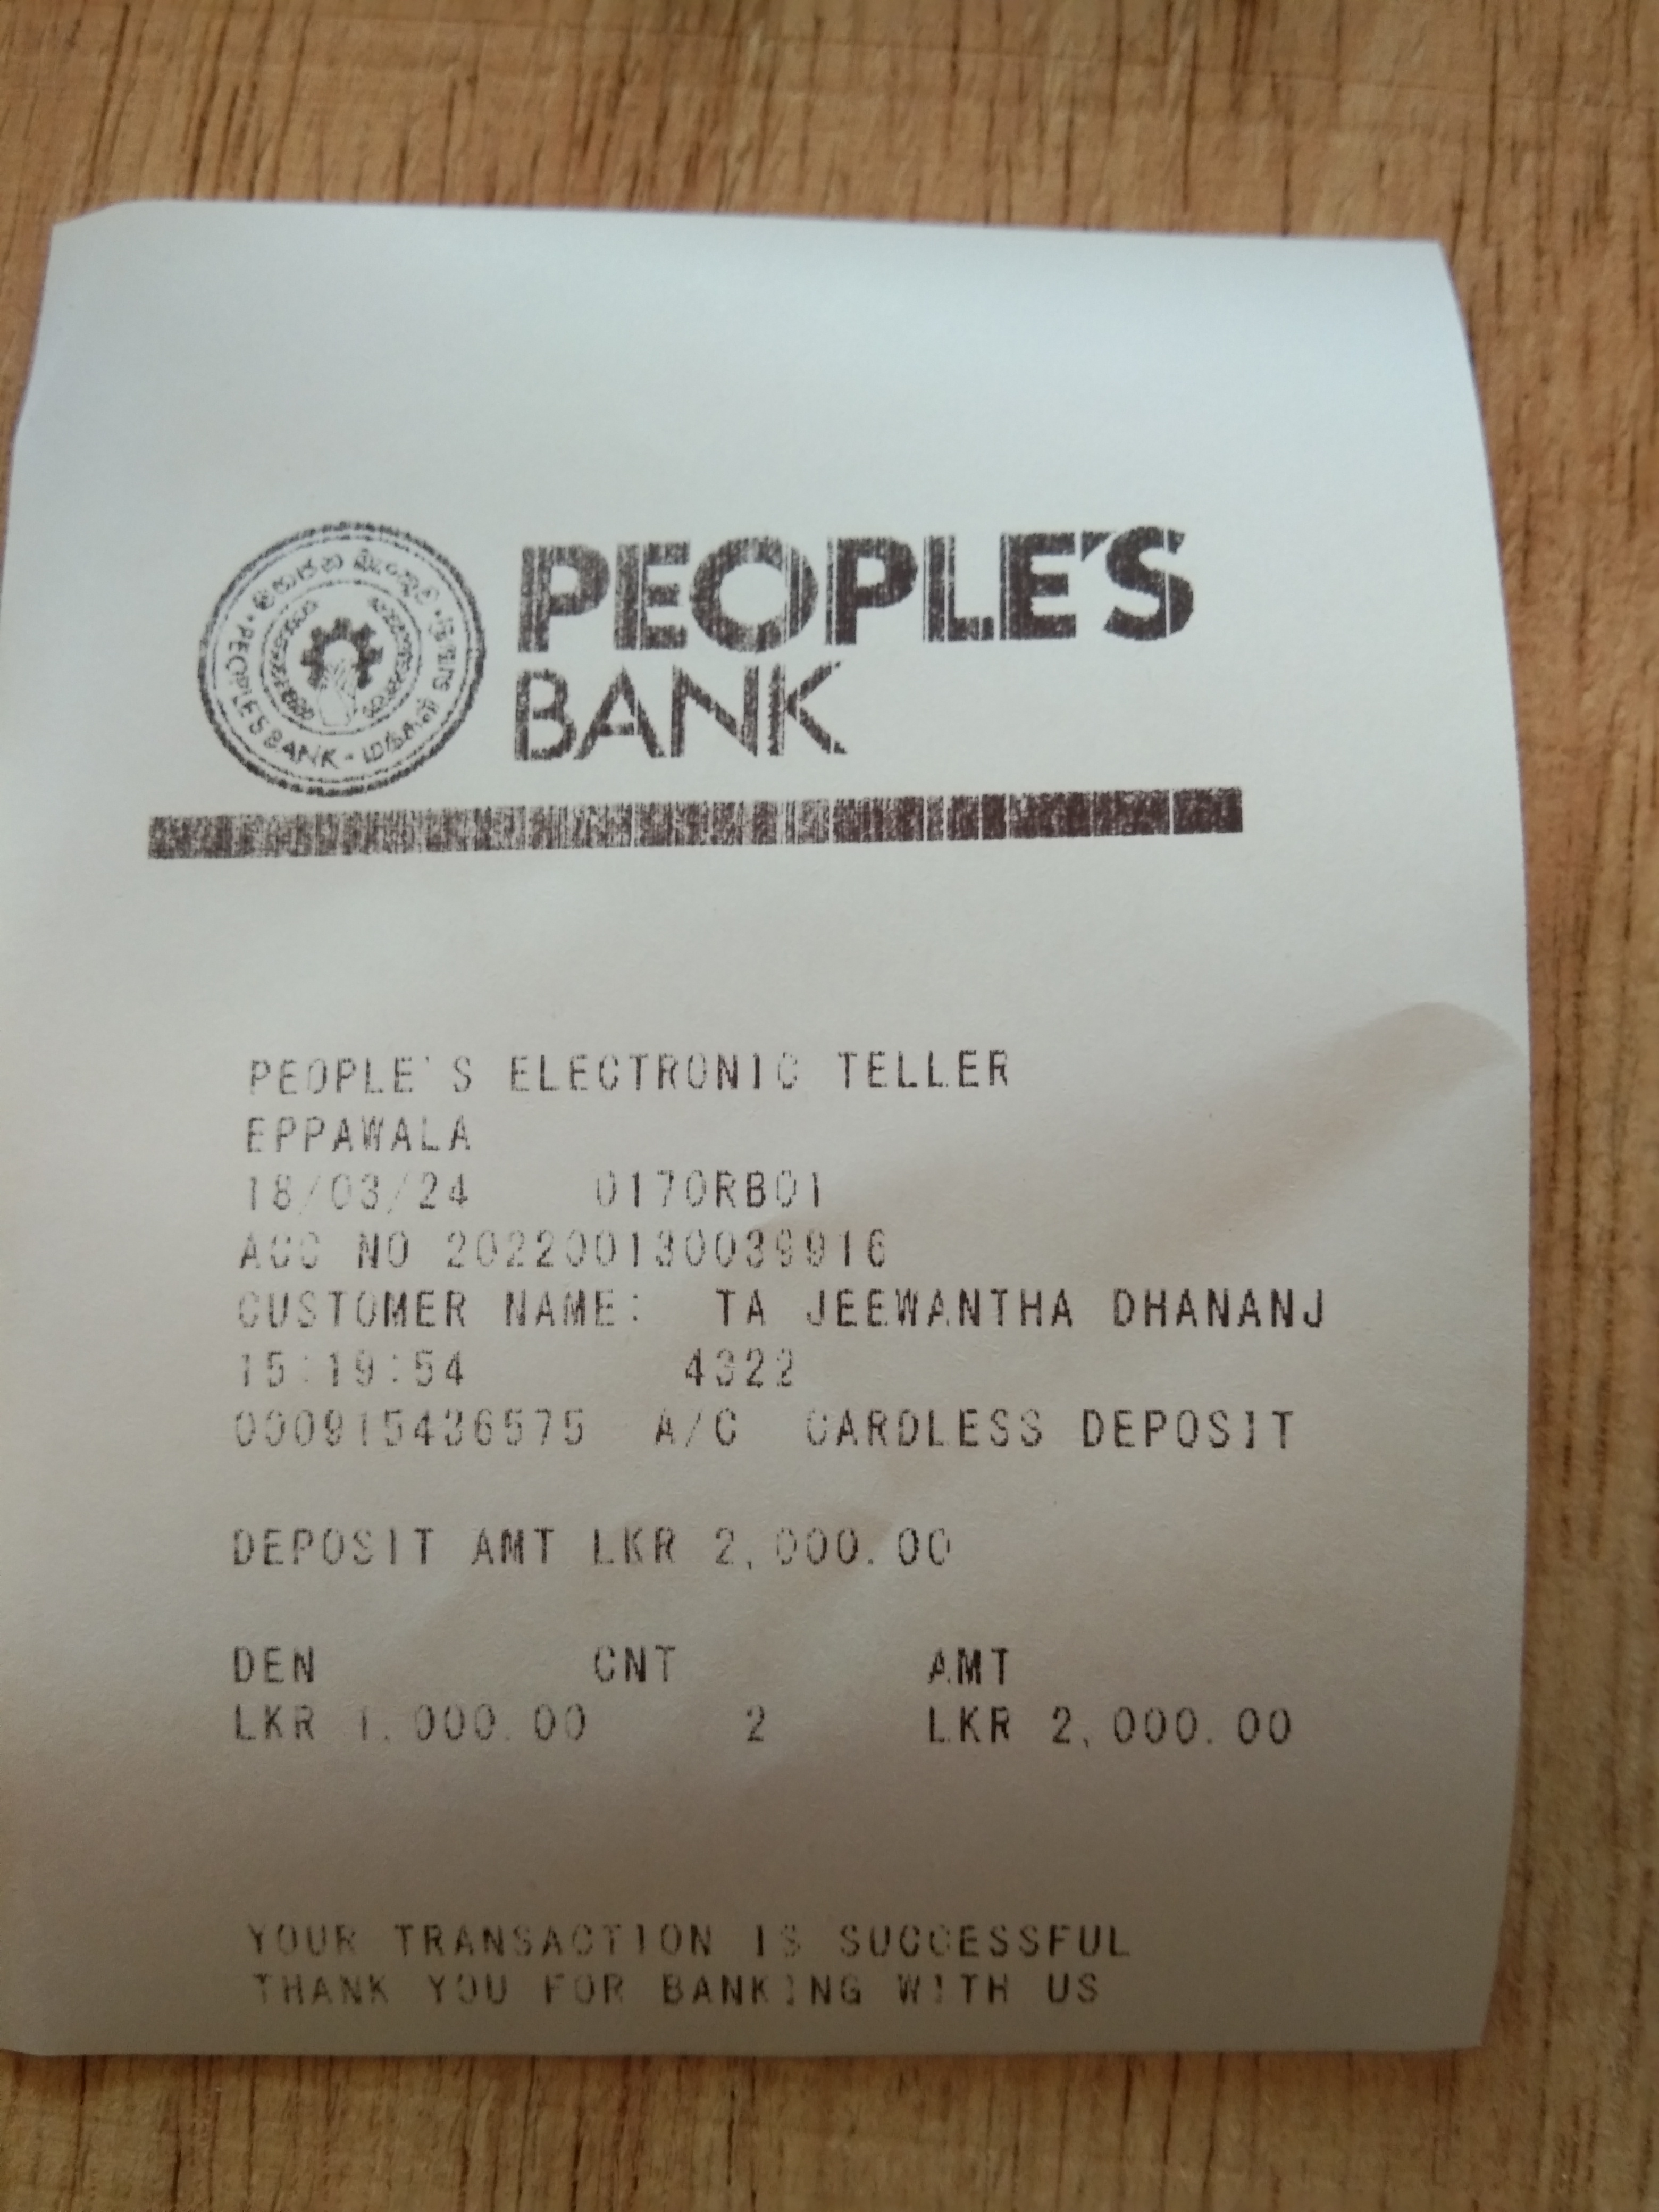 PEOPLE'S
BANK
PEOPLE'S BANK
PEOPLE'S ELECTRONIC TELLER
EPPAWALA
18/03/24 0170RB01
ACC NO 202200130039916
CUSTOMER NAME: TA JEEWANTHA DHANANJ
15:19:54 4322
000915436575 A/C CARDLESS DEPOSIT
DEPOSIT AMT LKR 2,000.00
DEN CNT AMT
LKR 1,000.00 2 LKR 2,000.00
YOUR TRANSACTION IS SUCCESSFUL
THANK YOU FOR BANKING WITH US